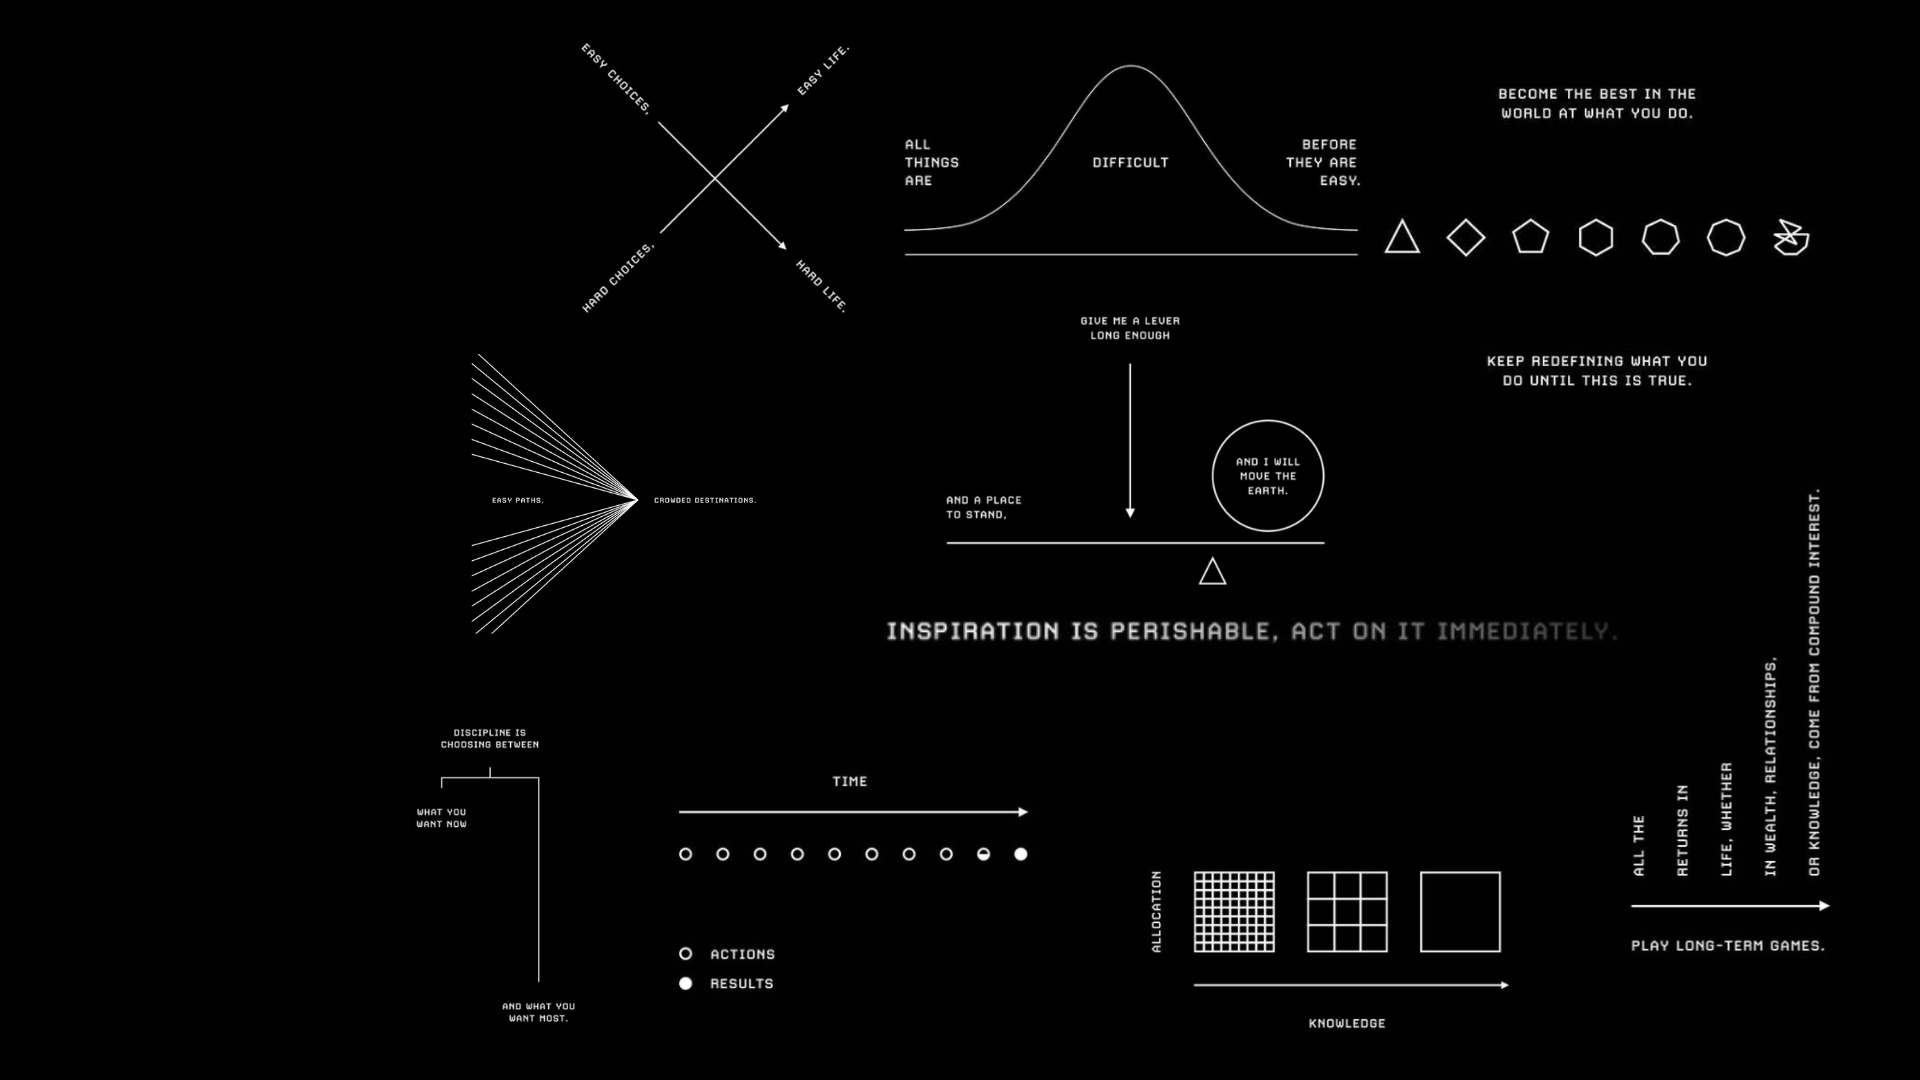 EASY CHOICES,
EASY LIFE.
HARD CHOICES,
HARD LIFE.
ALL
THINGS
ARE
DIFFICULT
BEFORE
THEY ARE
EASY.
BECOME THE BEST IN THE
WORLD AT WHAT YOU DO.
KEEP REDEFINING WHAT YOU
DO UNTIL THIS IS TRUE.
EASY PATHS,
CROWDED DESTINATIONS.
GIVE ME A LEVER
LONG ENOUGH
AND A PLACE
TO STAND,
AND I WILL
MOVE THE
EARTH.
INSPIRATION IS PERISHABLE, ACT ON IT IMMEDIATELY.
DISCIPLINE IS
CHOOSING BETWEEN
WHAT YOU
WANT NOW
AND WHAT YOU
WANT MOST.
TIME
ACTIONS
RESULTS
ALLOCATION
KNOWLEDGE
ALL THE
RETURNS IN
LIFE, WHETHER
IN WEALTH, RELATIONSHIPS,
OR KNOWLEDGE, COME FROM COMPOUND INTEREST.
PLAY LONG-TERM GAMES.